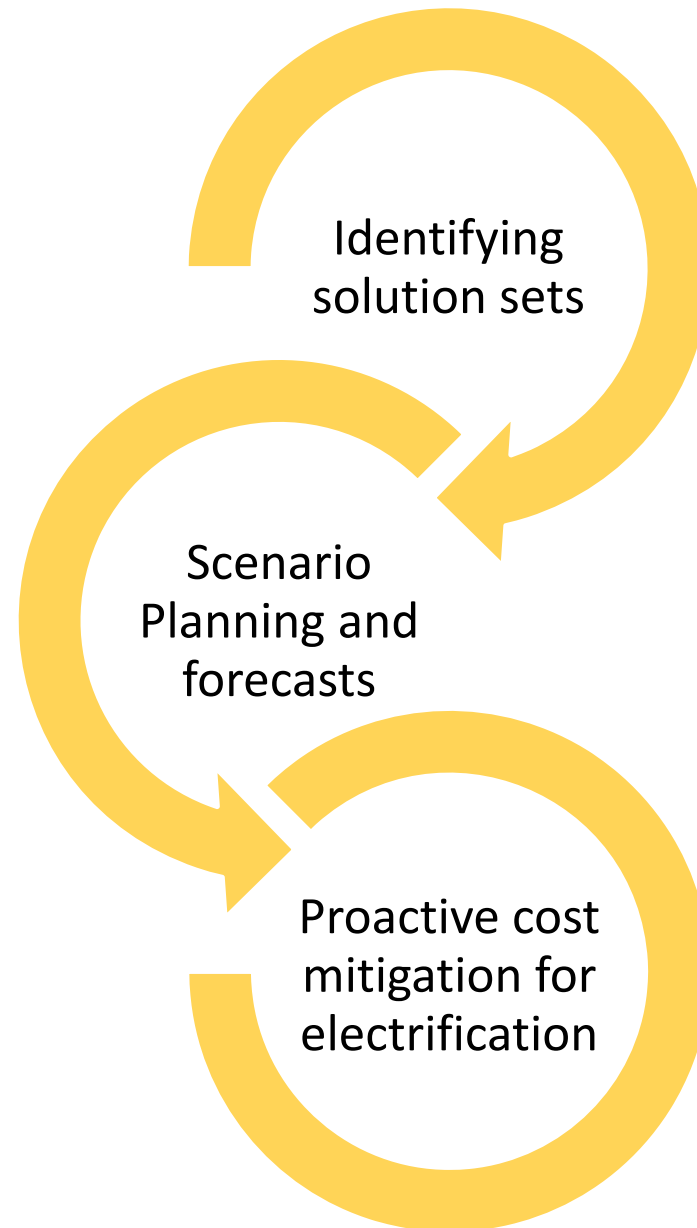 Identifying
solution sets
Scenario
Planning and
forecasts
Proactive cost
mitigation for
electrification